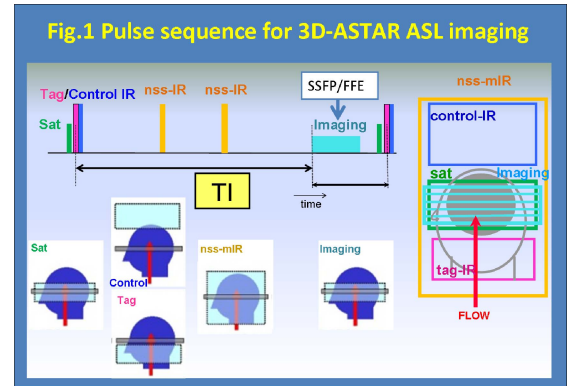 Fig.1 Pulse sequence for 3D-ASTAR ASL imaging
Tag/Control IR
nss-IR
nss-IR
SSFP/FFE
nss-mIR
Sat
Imaging
control-IR
sat
Imaging
TI
time
Sat
Control
Tag
nss-mIR
Imaging
tag-IR
FLOW